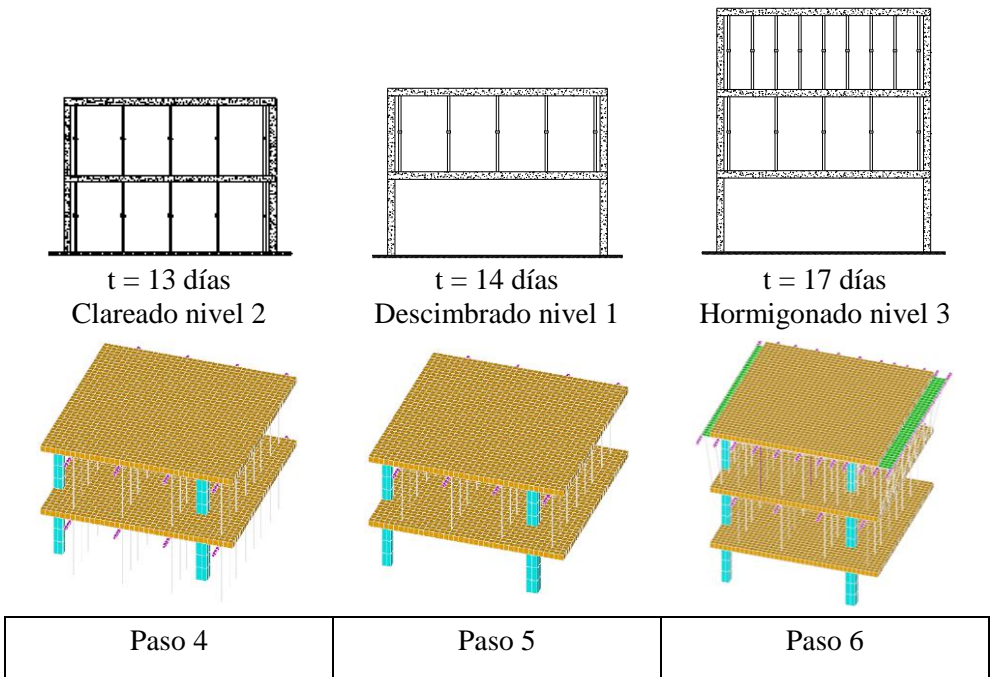 t = 13 días
Clareado nivel 2
t = 14 días
Descimbrado nivel 1
t = 17 días
Hormigonado nivel 3
Paso 4
Paso 5
Paso 6